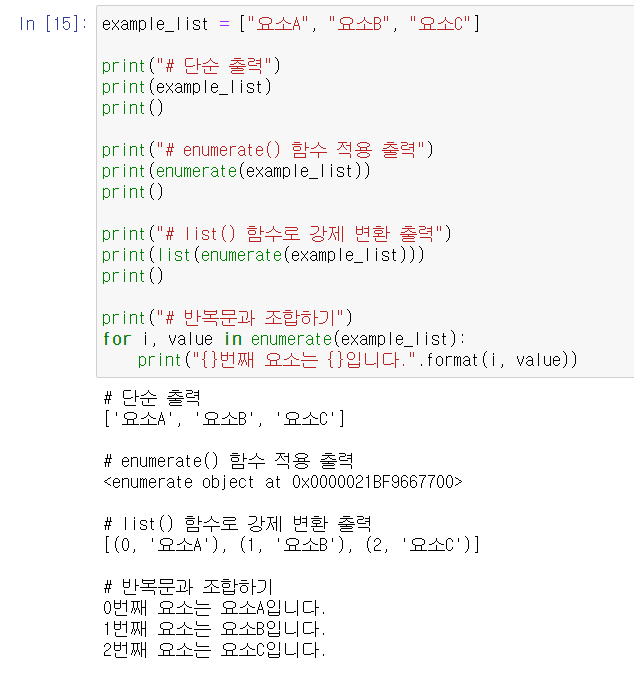 In [15]: example_list = ["요소A", "요소B", "요소C"]
print("# 단순 출력")
print(example_list)
print()
print("# enumerate() 함수 적용 출력")
print(enumerate(example_list))
print()
print("# list() 함수로 강제 변환 출력")
print(list(enumerate(example_list)))
print()
print("# 반복문과 조합하기")
for i, value in enumerate(example_list):
    print("{}번째 요소는 {}입니다.".format(i, value))
# 단순 출력
['요소A', '요소B', '요소C']
# enumerate() 함수 적용 출력
<enumerate object at 0x0000021BF9667700>
# list() 함수로 강제 변환 출력
[(0, '요소A'), (1, '요소B'), (2, '요소C')]
# 반복문과 조합하기
0번째 요소는 요소A입니다.
1번째 요소는 요소B입니다.
2번째 요소는 요소C입니다.